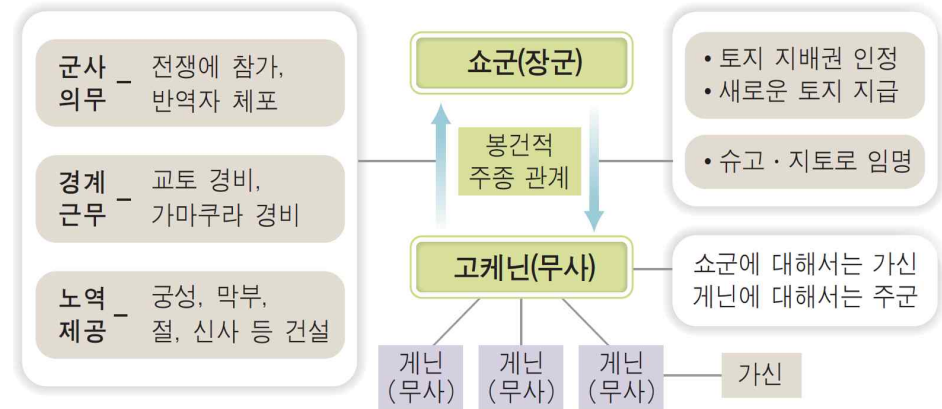 군사
의무
–
전쟁에 참가,
반역자 체포
경계
근무
–
교토 경비,
가마쿠라 경비
노역
제공
–
궁성, 막부,
절, 신사 등 건설
쇼군(장군)
봉건적
주종 관계
고케닌(무사)
게닌
(무사)
게닌
(무사)
게닌
(무사)
가신
• 토지 지배권 인정
• 새로운 토지 지급
• 슈고 · 지토로 임명
쇼군에 대해서는 가신
게닌에 대해서는 주군